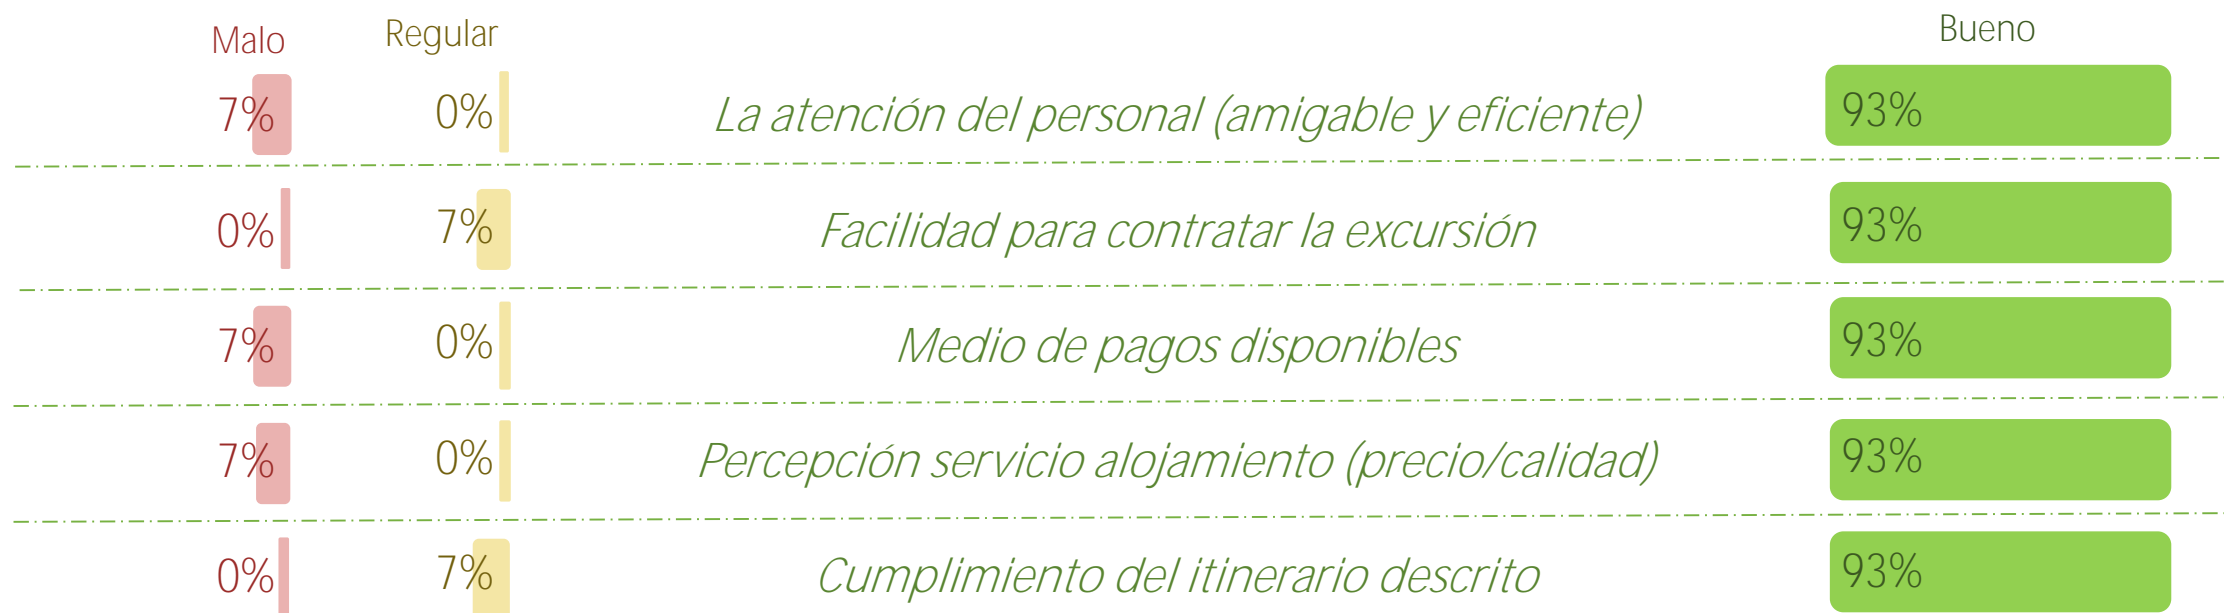 Malo Regular Bueno
7% 0% La atención del personal (amigable y eficiente) 93%
0% 7% Facilidad para contratar la excursión 93%
7% 0% Medio de pagos disponibles 93%
7% 0% Percepción servicio alojamiento (precio/calidad) 93%
0% 7% Cumplimiento del itinerario descrito 93%